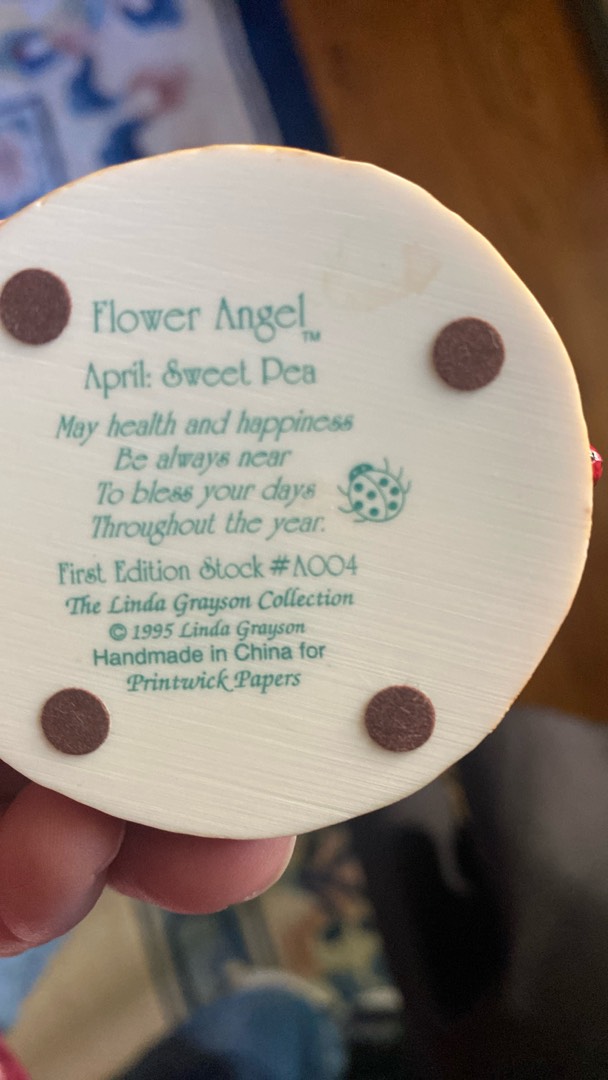 Flower Angel™
April: Sweet Pea
May health and happiness
Be always near
To bless your days
Throughout the year.
First Edition Stock #A004
The Linda Grayson Collection
© 1995 Linda Grayson
Handmade in China for
Printwick Papers